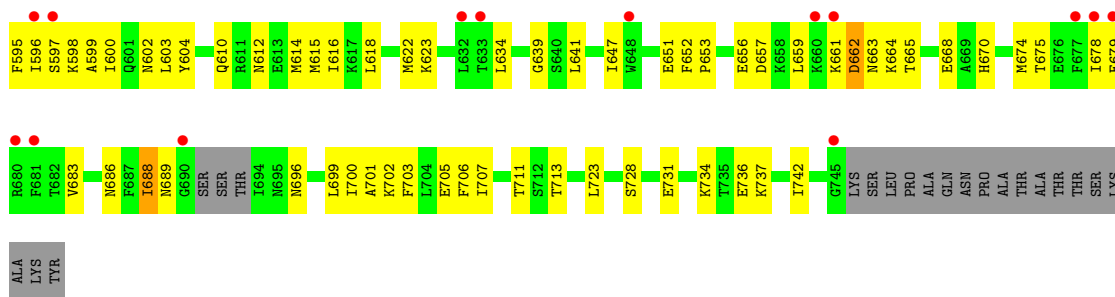 F595 I596 S597 K598 A599 I600 Q601 N602 L603 Y604 Q610 R611 N612 E613 M614 M615 I616 K617 L618 M622 K623 L632 T633 L634 G639 S640 L641 I647 W648 E651 F652 P653 E656 D657 K658 L659 K660 K661 D662 N663 K664 T665 E668 A669 H670 M674 T675 E676 F677 I678 E679
R680 F681 T682 V683 N686 F687 I688 N689 G690 SER SER THR I694 N695 N696 L699 I700 A701 K702 F703 L704 E705 F706 I707 T711 S712 T713 L723 S728 E731 K734 T735 E736 K737 I742 G745 LYS SER LEU PRO ALA GLN ASN PRO ALA THR ALA THR THR SER LYS
ALA LYS TYR